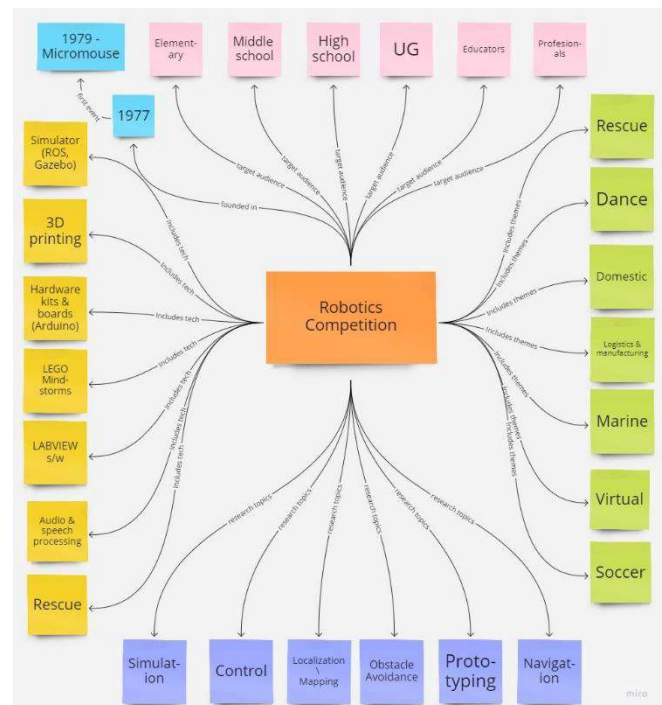 1979 -
Micromouse
Element-
ary
Middle
school
High
school
UG
Educators
Profesion-
als
first event
1977
founded in
target audience
target audience
target audience
target audience
target audience
target audience
Simulator
(ROS,
Gazebo)
3D
printing
Hardware
kits &
boards
(Arduino)
LEGO
Mind-
storms
LABVIEW
s/w
Audio &
speech
processing
Rescue
Includes tech
Includes tech
Includes tech
Includes tech
Includes tech
Includes tech
Includes tech
Robotics
Competition
Includes themes
Includes themes
Includes themes
Includes themes
Includes themes
Includes themes
Includes themes
Rescue
Dance
Domestic
Logistics &
manufacturing
Marine
Virtual
Soccer
research topics
research topics
research topics
research topics
research topics
research topics
Simulat-
ion
Control
Localization
\
Mapping
Obstacle
Avoidance
Proto-
typing
Navigat-
ion
miro